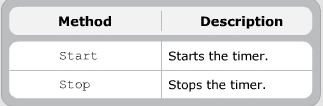 Method Description
Start Starts the timer.
Stop Stops the timer.